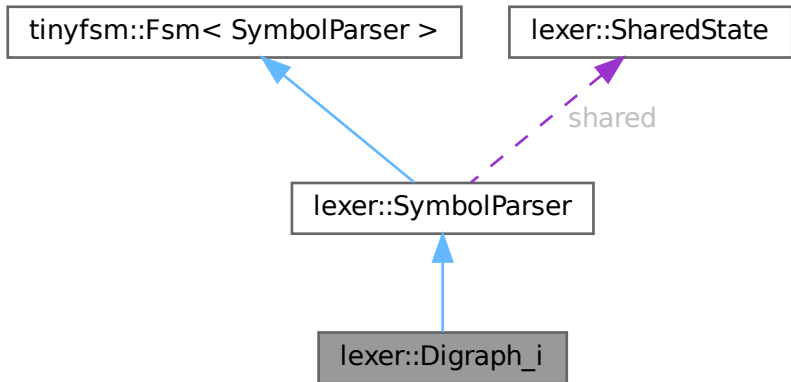 tinyfsm::Fsm< SymbolParser >
lexer::SharedState
shared
lexer::SymbolParser
lexer::Digraph_i